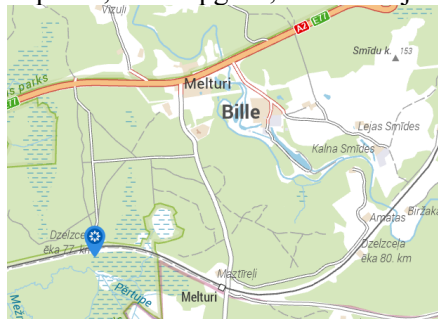 Vizuļi
A2 E77
Smīdu k. 153
s parks
77
Melturi
Bille
Lejas Smīdes
Kalna Smīdes
Dzelzceļa
ēka 77. km
Amatas
Dzelzceļa
ēka 80. km
Maztīreļi
Pērtupe
Melturi